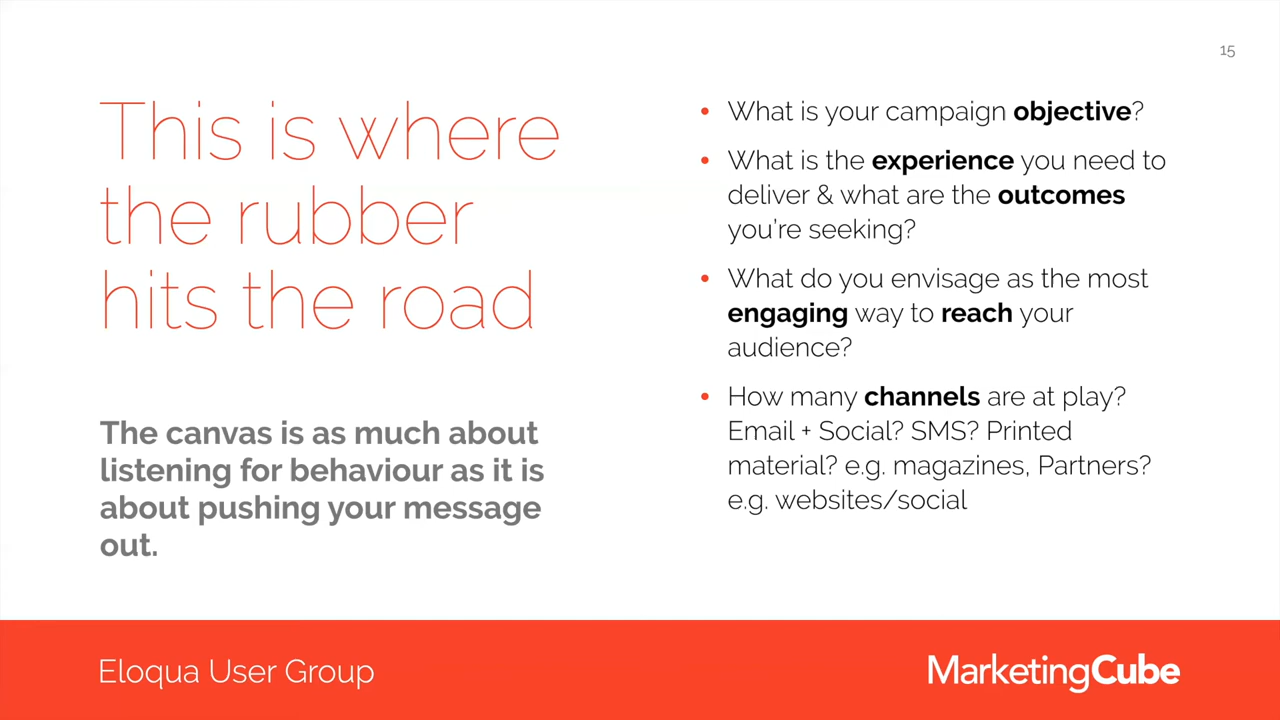 15
This is where
the rubber
hits the road
The canvas is as much about
listening for behaviour as it is
about pushing your message
out.
• What is your campaign objective?
• What is the experience you need to
deliver & what are the outcomes
you're seeking?
• What do you envisage as the most
engaging way to reach your
audience?
• How many channels are at play?
Email + Social? SMS? Printed
material? e.g. magazines, Partners?
e.g. websites/social
Eloqua User Group
MarketingCube